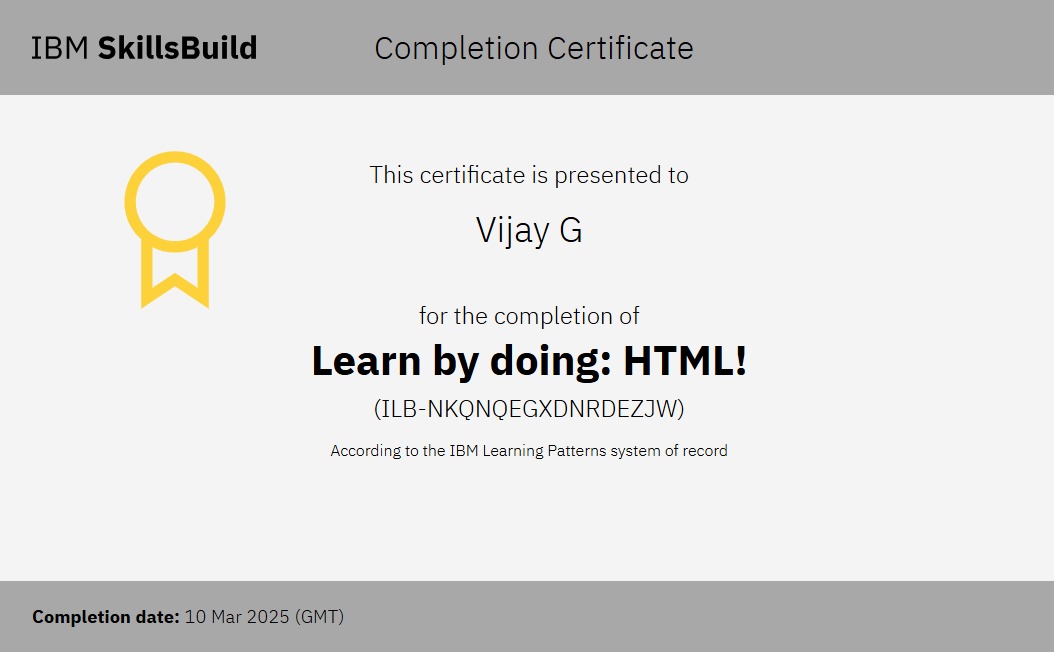 IBM SkillsBuild
Completion Certificate
This certificate is presented to
Vijay G
for the completion of
Learn by doing: HTML!
(ILB-NKQNQEGXDNRDEZJW)
According to the IBM Learning Patterns system of record
Completion date: 10 Mar 2025 (GMT)